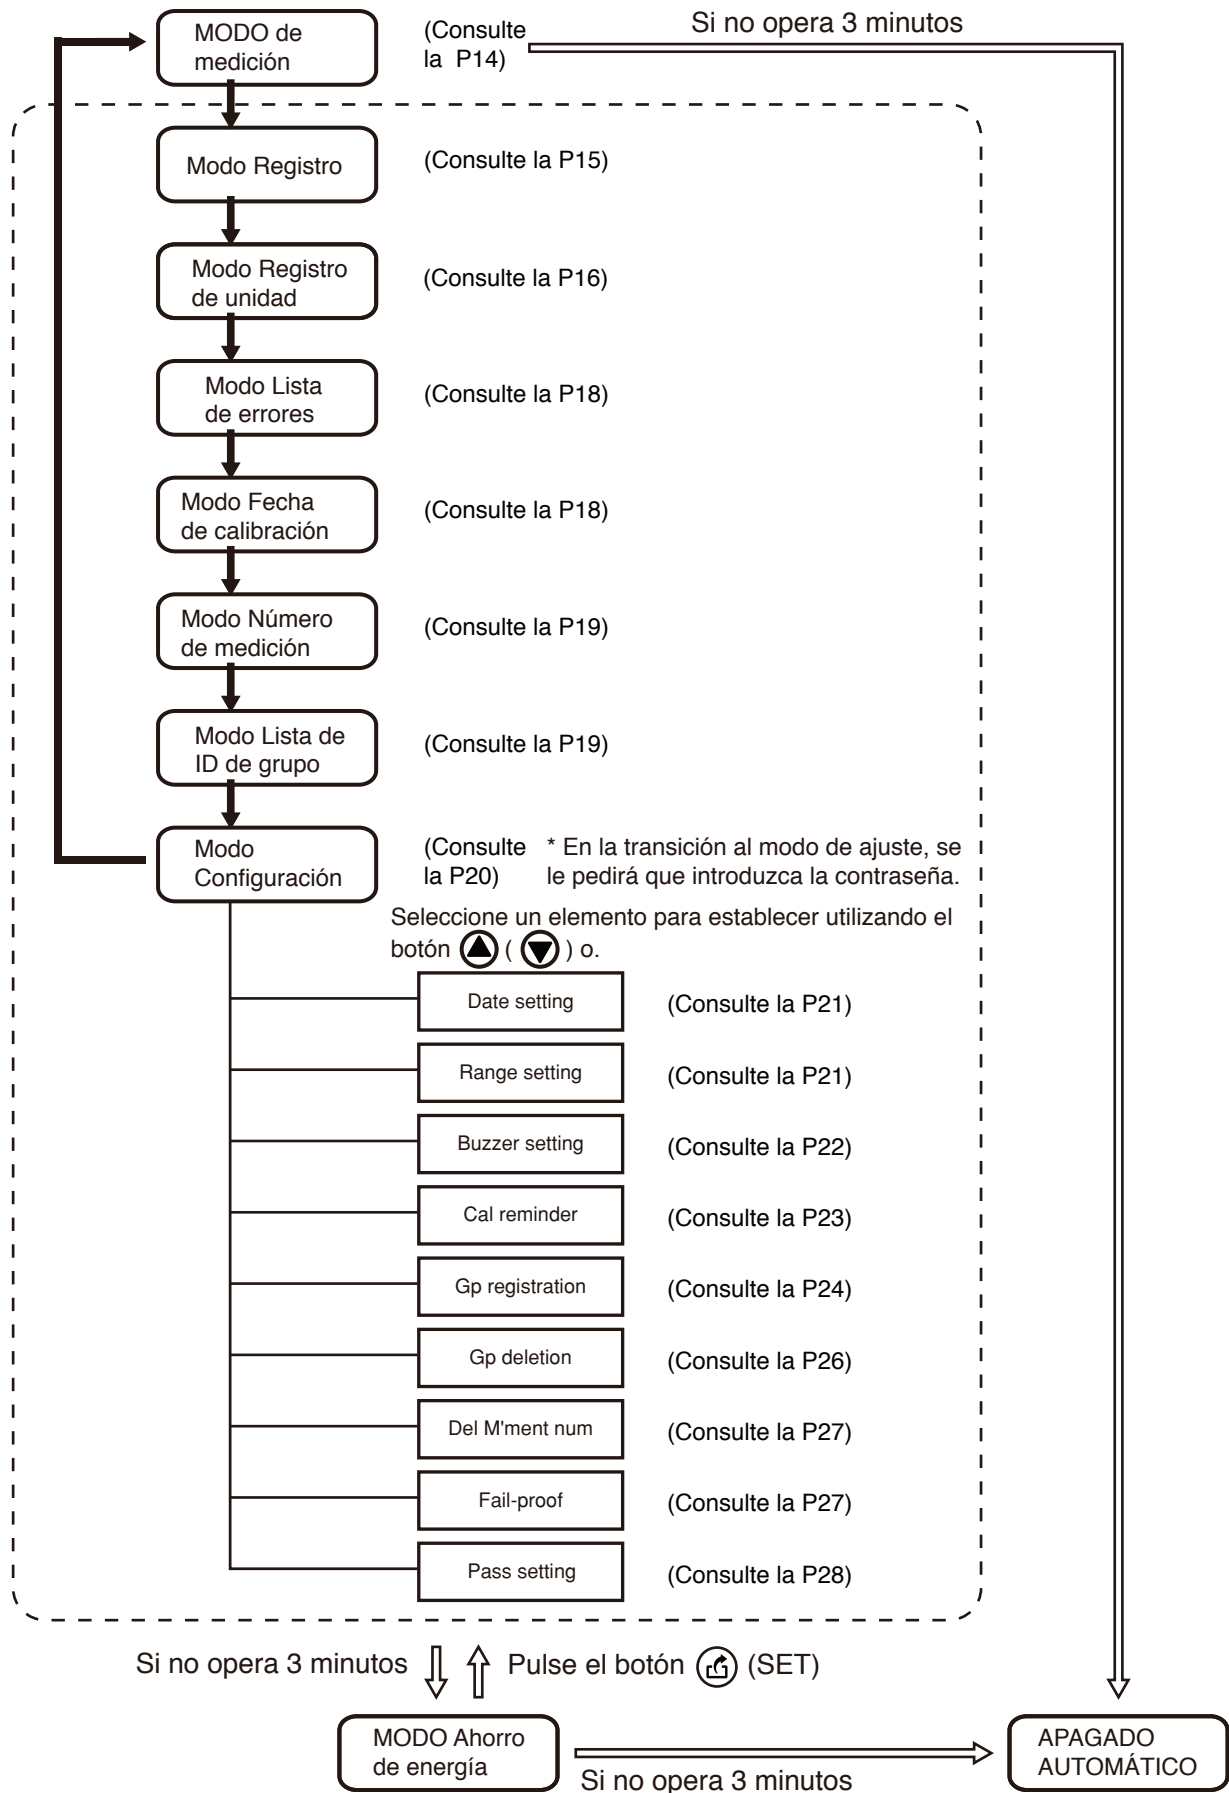 Si no opera 3 minutos
MODO de
medición
(Consulte
la P14)
Modo Registro
(Consulte la P15)
Modo Registro
de unidad
(Consulte la P16)
Modo Lista
de errores
(Consulte la P18)
Modo Fecha
de calibración
(Consulte la P18)
Modo Número
de medición
(Consulte la P19)
Modo Lista de
ID de grupo
(Consulte la P19)
Modo
Configuración
(Consulte
la P20)
* En la transición al modo de ajuste, se
le pedirá que introduzca la contraseña.
Seleccione un elemento para establecer utilizando el
botón ▲ ( ▼ ) o.
Date setting
(Consulte la P21)
Range setting
(Consulte la P21)
Buzzer setting
(Consulte la P22)
Cal reminder
(Consulte la P23)
Gp registration
(Consulte la P24)
Gp deletion
(Consulte la P26)
Del M'ment num
(Consulte la P27)
Fail-proof
(Consulte la P27)
Pass setting
(Consulte la P28)
Si no opera 3 minutos
Pulse el botón (SET)
MODO Ahorro
de energía
Si no opera 3 minutos
APAGADO
AUTOMÁTICO